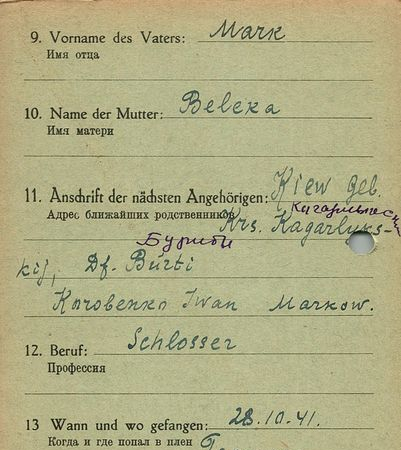 9. Vorname des Vaters: Mark
Имя отца
10. Name der Mutter: Beleka
Имя матери
11. Anschrift der nächsten Angehörigen: Kiew Geb.
Адрес ближайших родственников Krs. Kagarlyks-
Бурти
kij, Df. Burti
Korobenko Iwan Markow.
12. Beruf: Schlosser
Профессия
13 Wann und wo gefangen: 28.10.41.
Когда и где попал в плен